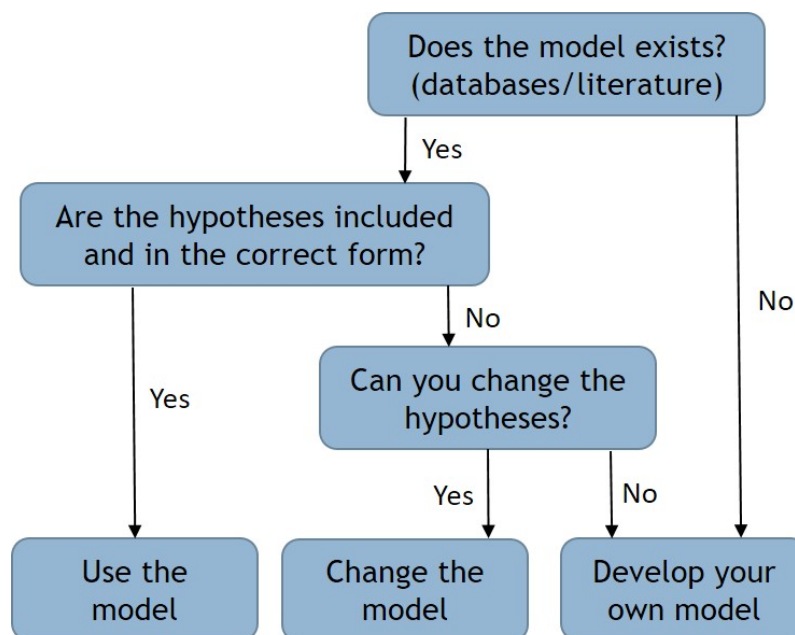 Does the model exists?
(databases/literature)
Yes
Are the hypotheses included
and in the correct form?
No
No
Can you change the
hypotheses?
Yes
Yes
No
Use the
model
Change the
model
Develop your
own model